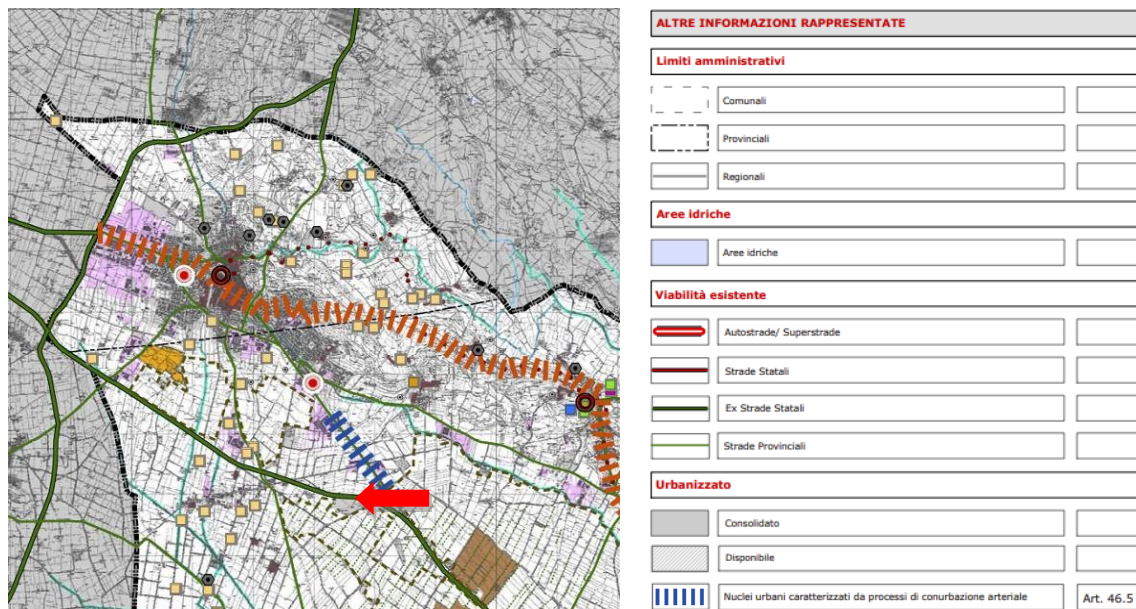 ALTRE INFORMAZIONI RAPPRESENTATE
Limiti amministrativi
Comunali
Provinciali
Regionali
Aree idriche
Aree idriche
Viabilità esistente
Autostrade/ Superstrade
Strade Statali
Ex Strade Statali
Strade Provinciali
Urbanizzato
Consolidato
Disponibile
Nuclei urbani caratterizzati da processi di conurbazione arteriale
Art. 46.5